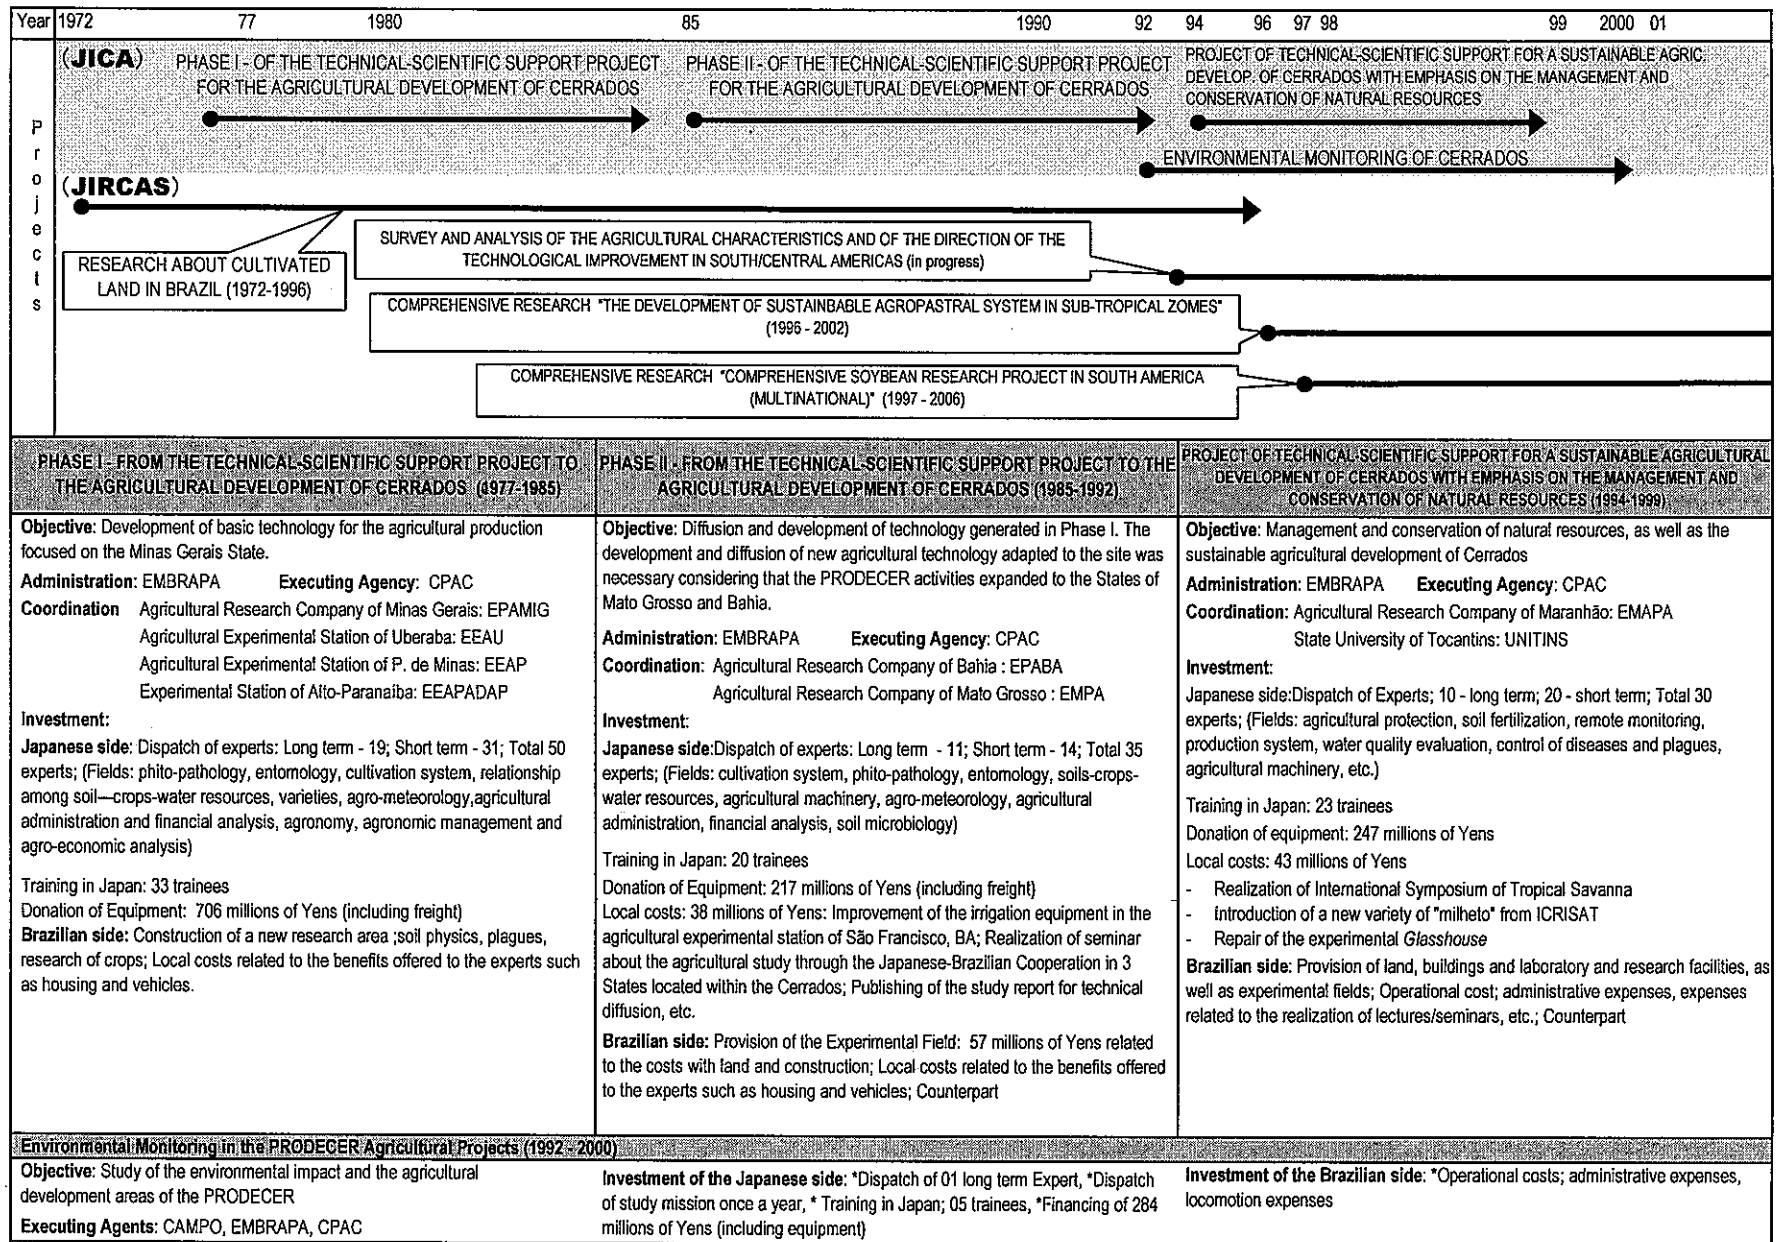 Year 1972 77 1980 85 1990 92 94 96 97 98 99 2000 01
Projects
(JICA)
PHASE I - OF THE TECHNICAL-SCIENTIFIC SUPPORT PROJECT
FOR THE AGRICULTURAL DEVELOPMENT OF CERRADOS
PHASE II - OF THE TECHNICAL-SCIENTIFIC SUPPORT PROJECT
FOR THE AGRICULTURAL DEVELOPMENT OF CERRADOS
PROJECT OF TECHNICAL-SCIENTIFIC SUPPORT FOR A SUSTAINABLE AGRIC.
DEVELOP. OF CERRADOS WITH EMPHASIS ON THE MANAGEMENT AND
CONSERVATION OF NATURAL RESOURCES
ENVIRONMENTAL MONITORING OF CERRADOS
(JIRCAS)
RESEARCH ABOUT CULTIVATED
LAND IN BRAZIL (1972-1996)
SURVEY AND ANALYSIS OF THE AGRICULTURAL CHARACTERISTICS AND OF THE DIRECTION OF THE
TECHNOLOGICAL IMPROVEMENT IN SOUTH/CENTRAL AMERICAS (in progress)
COMPREHENSIVE RESEARCH "THE DEVELOPMENT OF SUSTAINBABLE AGROPASTRAL SYSTEM IN SUB-TROPICAL ZOMES"
(1996 - 2002)
COMPREHENSIVE RESEARCH "COMPREHENSIVE SOYBEAN RESEARCH PROJECT IN SOUTH AMERICA
(MULTINATIONAL)" (1997 - 2006)
PHASE I - FROM THE TECHNICAL-SCIENTIFIC SUPPORT PROJECT TO
THE AGRICULTURAL DEVELOPMENT OF CERRADOS (1977-1985)
Objective: Development of basic technology for the agricultural production
focused on the Minas Gerais State.
Administration: EMBRAPA Executing Agency: CPAC
Coordination Agricultural Research Company of Minas Gerais: EPAMIG
Agricultural Experimental Station of Uberaba: EEAU
Agricultural Experimental Station of P. de Minas: EEAP
Experimental Station of Alto-Paranaíba: EEAPADAP
Investment:
Japanese side: Dispatch of experts: Long term - 19; Short term - 31; Total 50
experts; (Fields: phito-pathology, entomology, cultivation system, relationship
among soil—crops-water resources, varieties, agro-meteorology,agricultural
administration and financial analysis, agronomy, agronomic management and
agro-economic analysis)
Training in Japan: 33 trainees
Donation of Equipment: 706 millions of Yens (including freight)
Brazilian side: Construction of a new research area ;soil physics, plagues,
research of crops; Local costs related to the benefits offered to the experts such
as housing and vehicles.
PHASE II - FROM THE TECHNICAL-SCIENTIFIC SUPPORT PROJECT TO THE
AGRICULTURAL DEVELOPMENT OF CERRADOS (1985-1992)
Objective: Diffusion and development of technology generated in Phase I. The
development and diffusion of new agricultural technology adapted to the site was
necessary considering that the PRODECER activities expanded to the States of
Mato Grosso and Bahia.
Administration: EMBRAPA Executing Agency: CPAC
Coordination: Agricultural Research Company of Bahia : EPABA
Agricultural Research Company of Mato Grosso : EMPA
Investment:
Japanese side:Dispatch of experts: Long term - 11; Short term - 14; Total 35
experts; (Fields: cultivation system, phito-pathology, entomology, soils-crops-
water resources, agricultural machinery, agro-meteorology, agricultural
administration, financial analysis, soil microbiology)
Training in Japan: 20 trainees
Donation of Equipment: 217 millions of Yens (including freight)
Local costs: 38 millions of Yens: Improvement of the irrigation equipment in the
agricultural experimental station of São Francisco, BA; Realization of seminar
about the agricultural study through the Japanese-Brazilian Cooperation in 3
States located within the Cerrados; Publishing of the study report for technical
diffusion, etc.
Brazilian side: Provision of the Experimental Field: 57 millions of Yens related
to the costs with land and construction; Local costs related to the benefits offered
to the experts such as housing and vehicles; Counterpart
PROJECT OF TECHNICAL-SCIENTIFIC SUPPORT FOR A SUSTAINABLE AGRICULTURAL
DEVELOPMENT OF CERRADOS WITH EMPHASIS ON THE MANAGEMENT AND
CONSERVATION OF NATURAL RESOURCES (1994-1999)
Objective: Management and conservation of natural resources, as well as the
sustainable agricultural development of Cerrados
Administration: EMBRAPA Executing Agency: CPAC
Coordination: Agricultural Research Company of Maranhão: EMAPA
State University of Tocantins: UNITINS
Investment:
Japanese side:Dispatch of Experts; 10 - long term; 20 - short term; Total 30
experts; (Fields: agricultural protection, soil fertilization, remote monitoring,
production system, water quality evaluation, control of diseases and plagues,
agricultural machinery, etc.)
Training in Japan: 23 trainees
Donation of equipment: 247 millions of Yens
Local costs: 43 millions of Yens
- Realization of International Symposium of Tropical Savanna
- Introduction of a new variety of "milheto" from ICRISAT
- Repair of the experimental Glasshouse
Brazilian side: Provision of land, buildings and laboratory and research facilities, as
well as experimental fields; Operational cost; administrative expenses, expenses
related to the realization of lectures/seminars, etc.; Counterpart
Environmental Monitoring in the PRODECER Agricultural Projects (1992 - 2000)
Objective: Study of the environmental impact and the agricultural
development areas of the PRODECER
Executing Agents: CAMPO, EMBRAPA, CPAC
Investment of the Japanese side: *Dispatch of 01 long term Expert, *Dispatch
of study mission once a year, * Training in Japan; 05 trainees, *Financing of 284
millions of Yens (including equipment)
Investment of the Brazilian side: *Operational costs; administrative expenses,
locomotion expenses